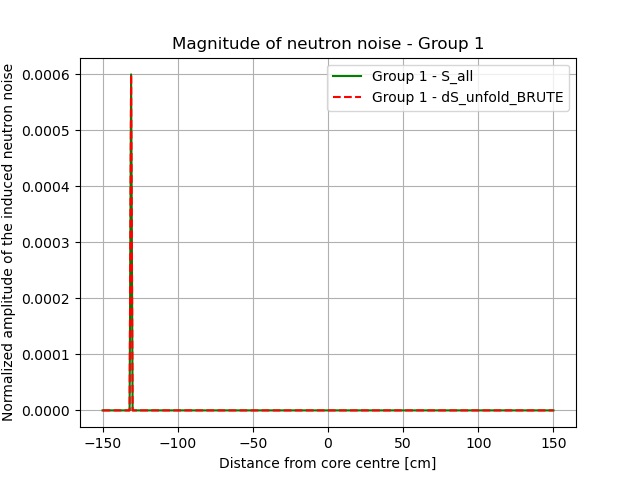 Magnitude of neutron noise - Group 1
Normalized amplitude of the induced neutron noise
0.0006
0.0005
0.0004
0.0003
0.0002
0.0001
0.0000
Group 1 - S_all
Group 1 - dS_unfold_BRUTE
−150 −100 −50 0 50 100 150
Distance from core centre [cm]